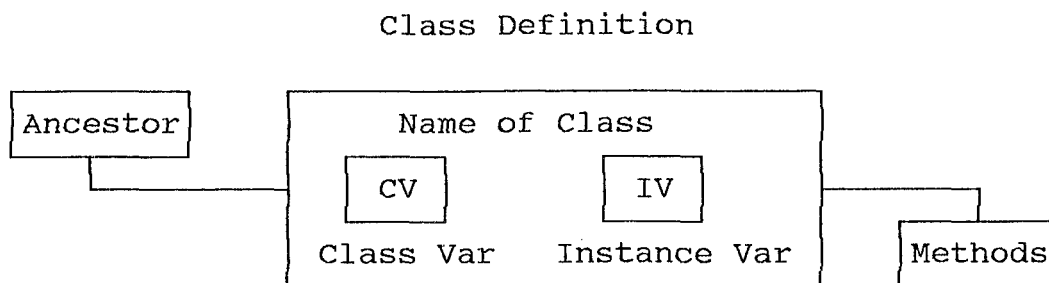 Class Definition
Ancestor
Name of Class
CV
IV
Class Var
Instance Var
Methods